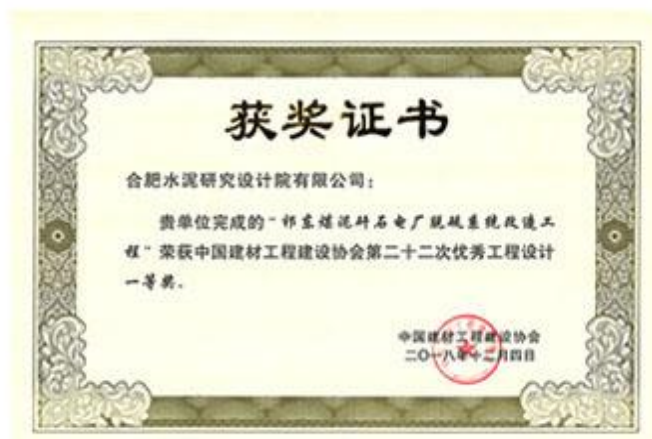 获奖证书
合肥水泥研究设计院有限公司：
贵单位完成的“祁东煤泥矸石电厂脱硫系统改造工
程”荣获中国建材工程建设协会第二十二次优秀工程设计
一等奖。
中国建材工程建设协会
二〇一八年十二月四日